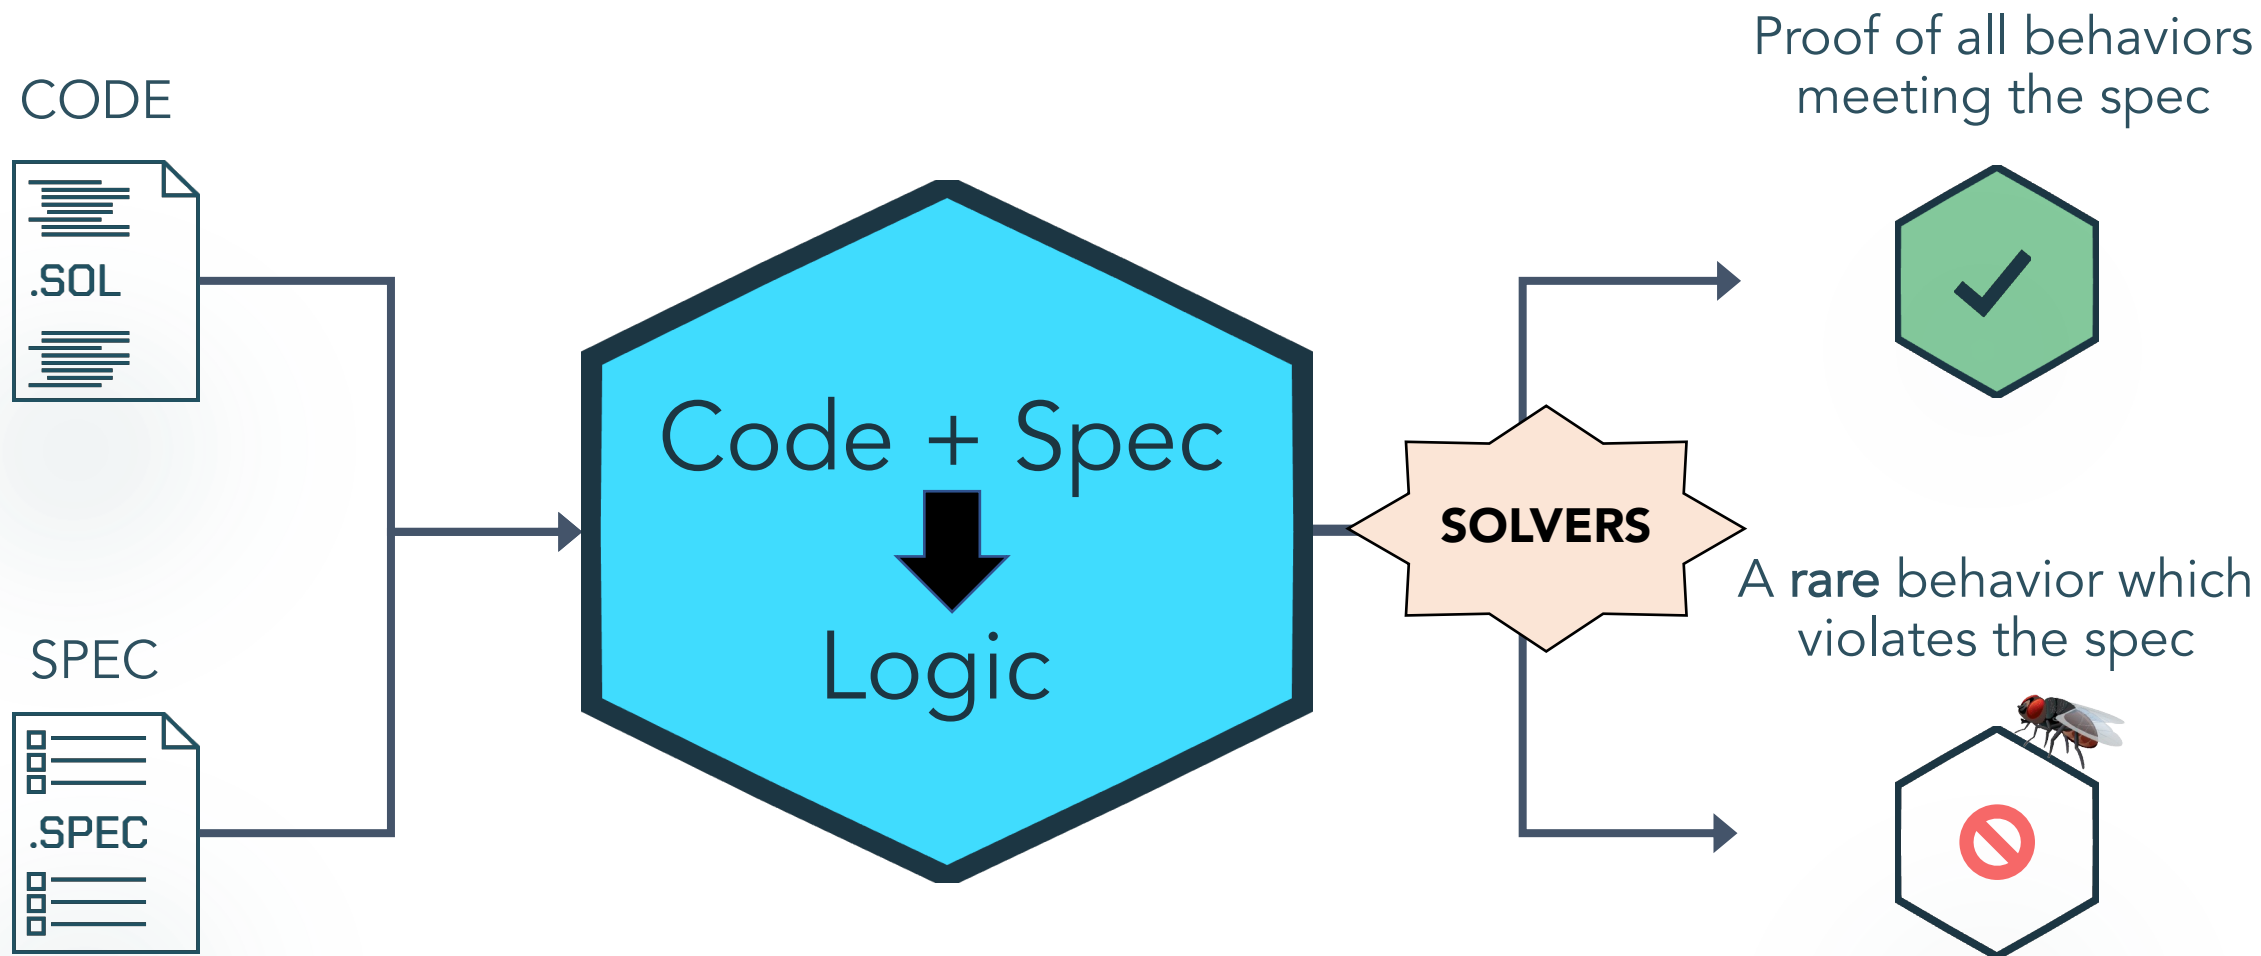 CODE
.SOL
SPEC
.SPEC
Code + Spec
Logic
SOLVERS
Proof of all behaviors
meeting the spec
A rare behavior which
violates the spec